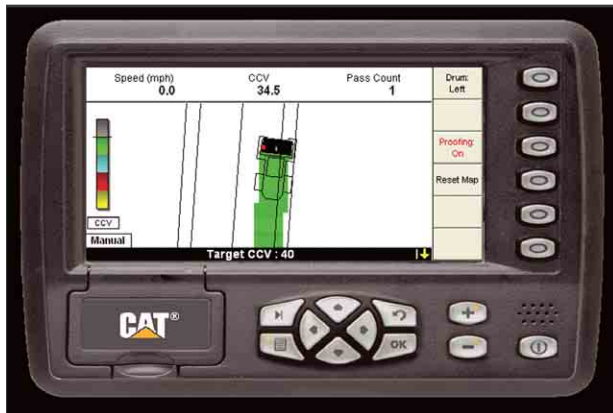 Speed (mph)
0.0
CCV
34.5
Pass Count
1
Drum:
Left
Proofing:
On
Reset Map
CCV
Manual
Target CCV : 40
CAT®
OK